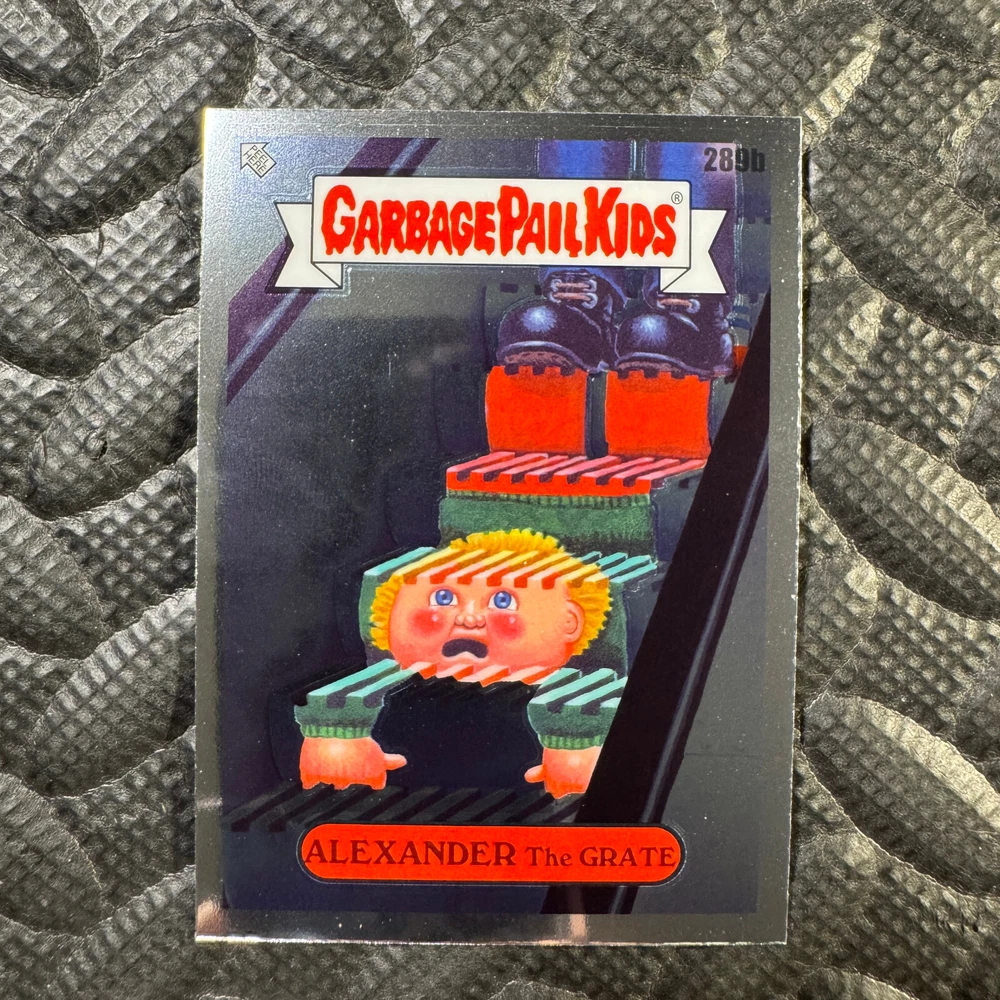 289b
GARBAGE PAIL KIDS®
ALEXANDER The GRATE